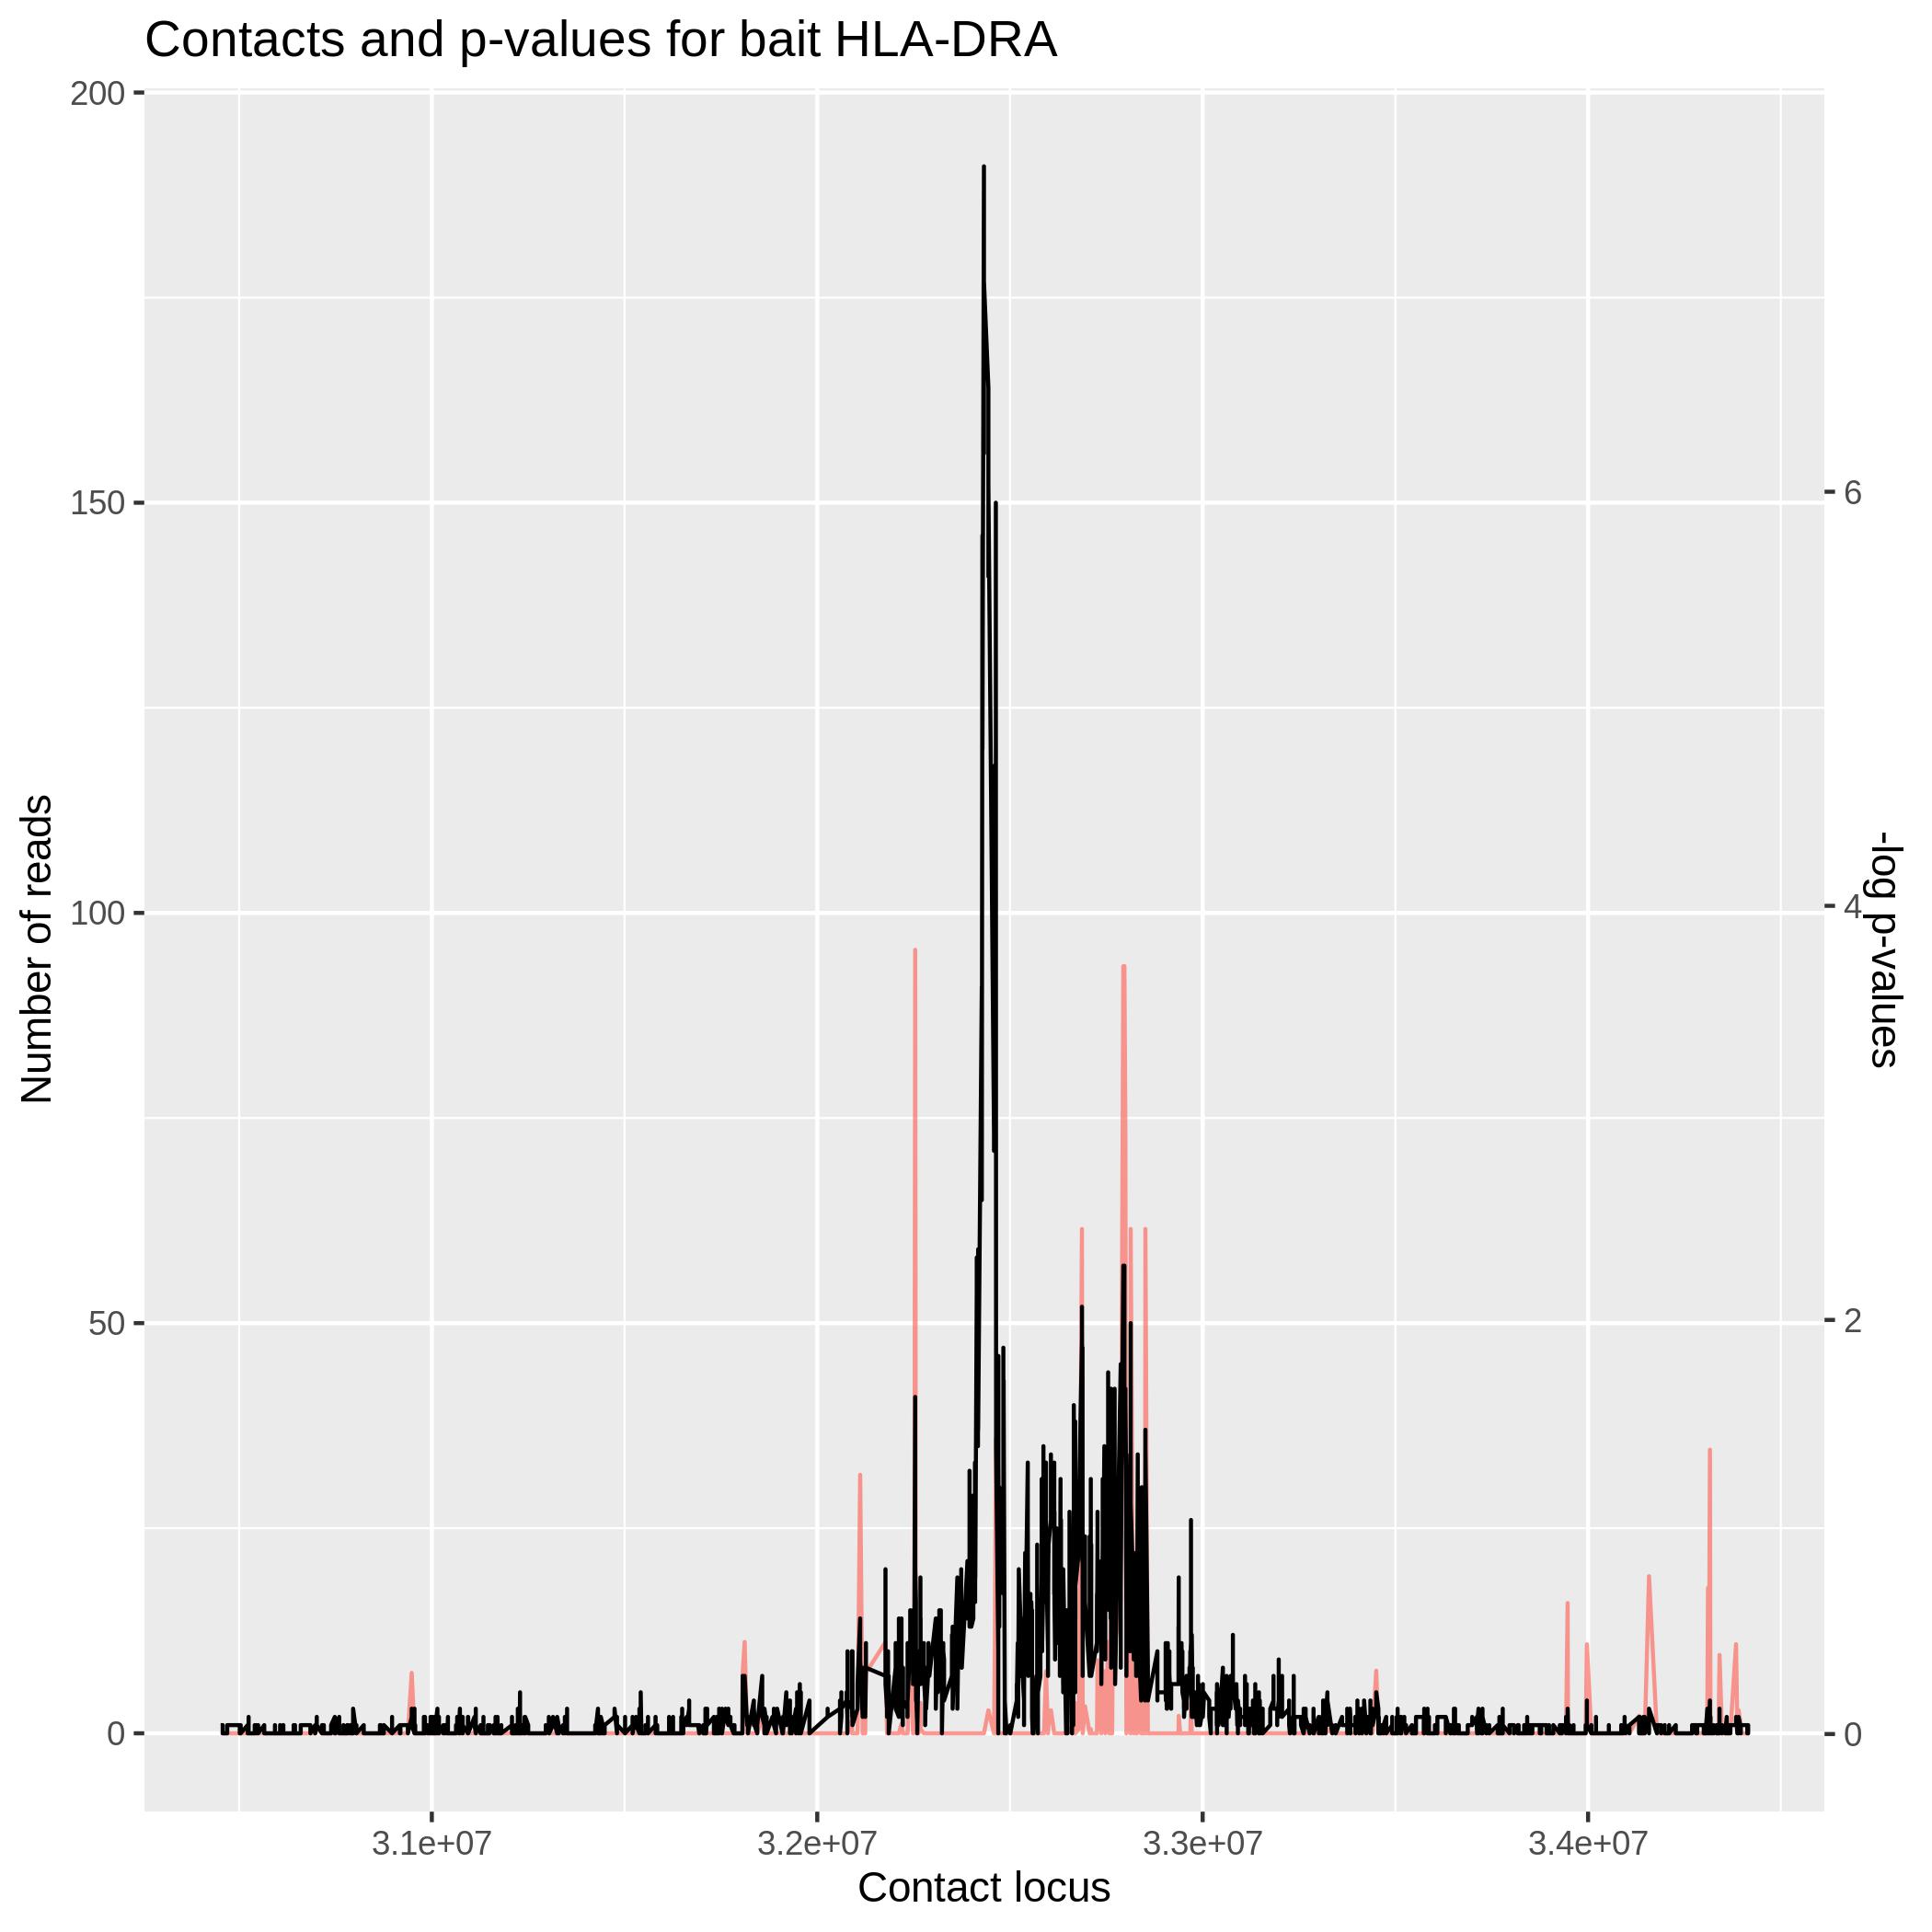 Contacts and p-values for bait HLA-DRA
200
150
100
50
0
Number of reads
6
4
2
0
-log p-values
3.1e+07
3.2e+07
3.3e+07
3.4e+07
Contact locus